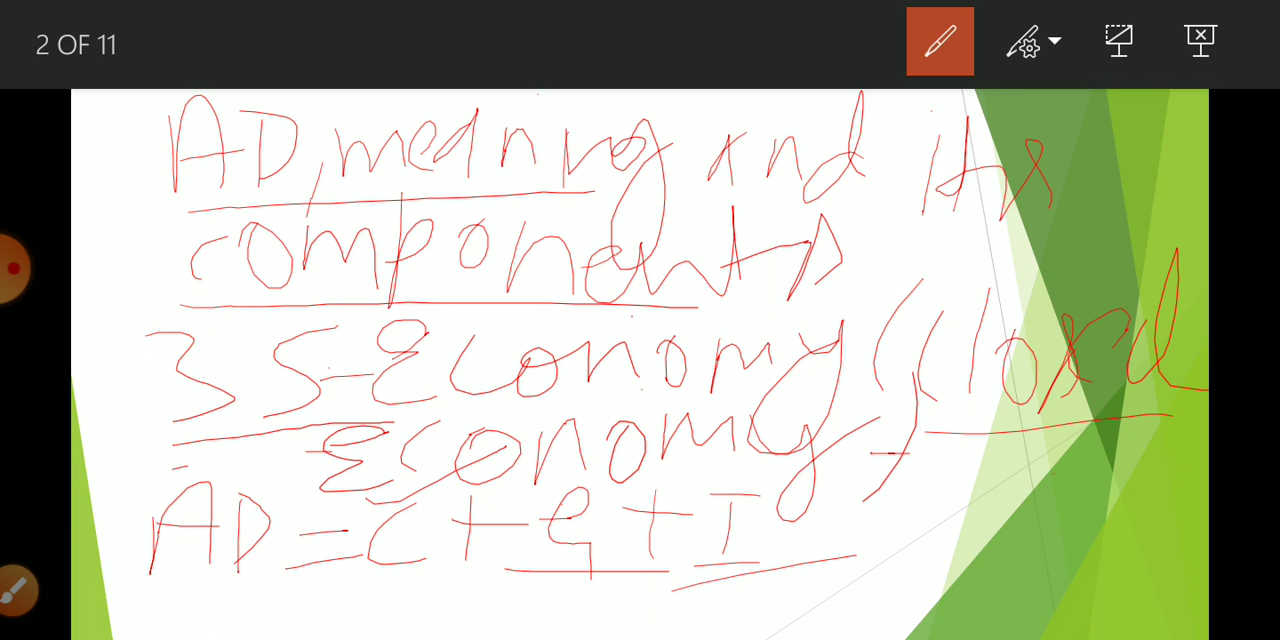 2 OF 11
AD, meaning and its
components
3 S-Economy (closed
Economy)
AD = C + G + I